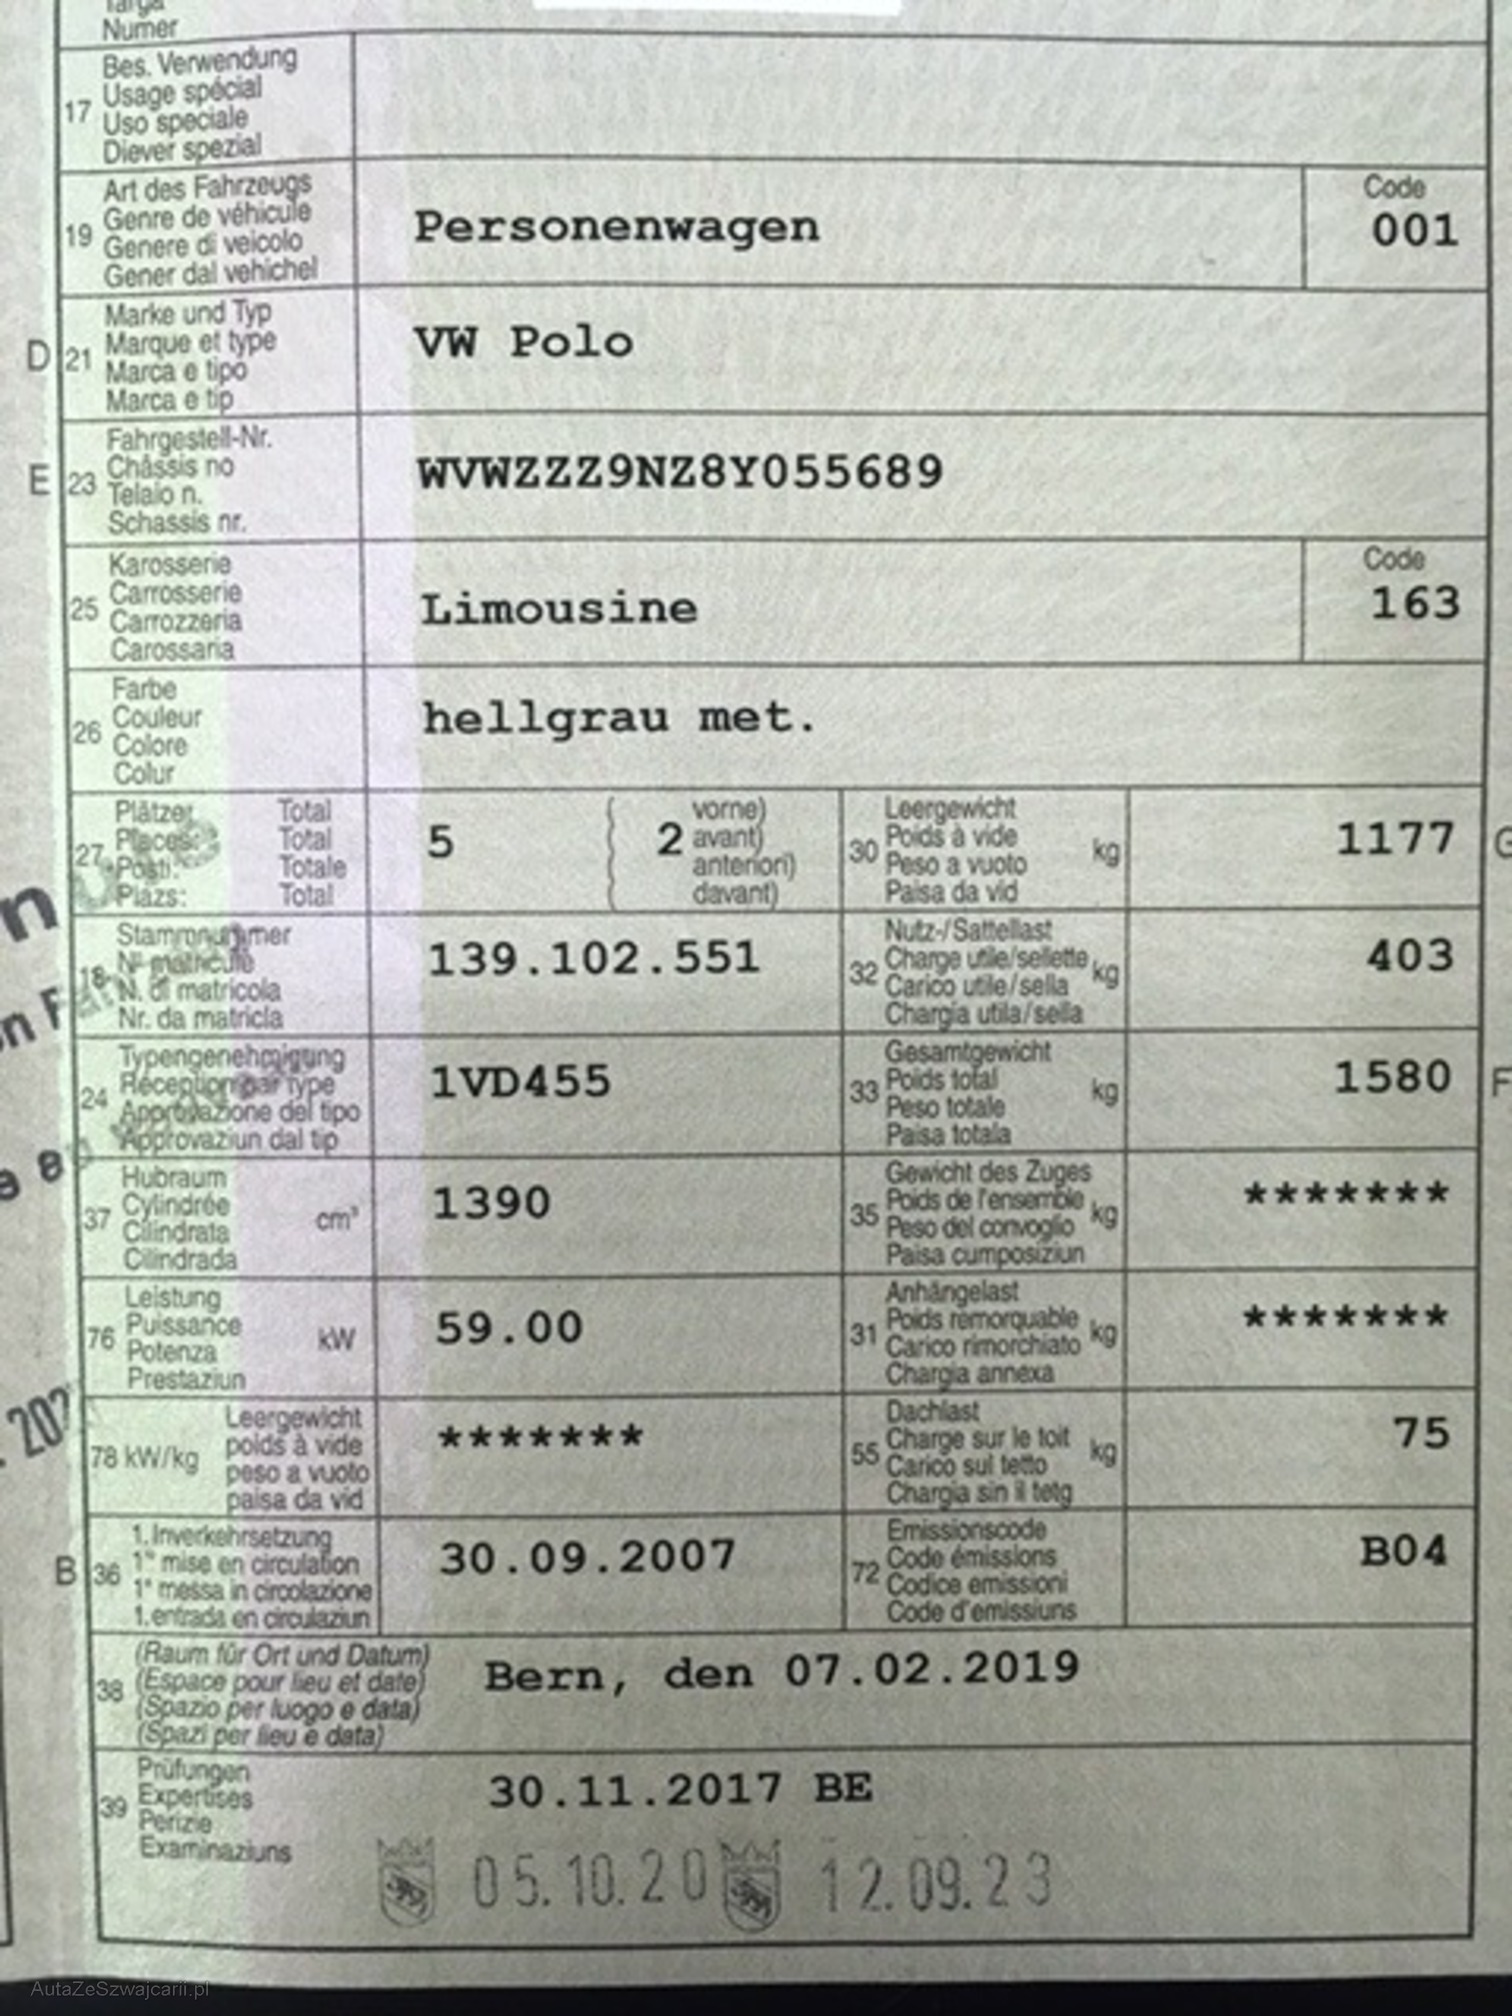 Targa
Numer
17 Bes. Verwendung
Usage spécial
Uso speciale
Diever spezial
19 Art des Fahrzeugs
Genre de véhicule
Genere di veicolo
Gener dal vehichel
Personenwagen
Code
001
D 21 Marke und Typ
Marque et type
Marca e tipo
Marca e tip
VW Polo
E 23 Fahrgestell-Nr.
Châssis no
Telaio n.
Schassis nr.
WVWZZZ9NZ8Y055689
25 Karosserie
Carrosserie
Carrozzeria
Carossaria
Limousine
Code
163
26 Farbe
Couleur
Colore
Colur
hellgrau met.
27 Plätze: Total
Places: Total
Posti: Totale
Plazs: Total
5 2
vorne)
avant)
anteriori)
davant)
30 Leergewicht
Poids à vide
Peso a vuoto
Paisa da vid
kg
1177
G
18 Stammnummer
Nº matricule
N. di matricola
Nr. da matricla
139.102.551
32 Nutz-/Sattellast
Charge utile/sellette
Carico utile/sella
Chargia utila/sella
kg
403
24 Typengenehmigung
Réception par type
Approvazione del tipo
Approvaziun dal tip
1VD455
33 Gesamtgewicht
Poids total
Peso totale
Paisa totala
kg
1580
F
37 Hubraum
Cylindrée
Cilindrata
Cilindrada
cm³
1390
35 Gewicht des Zuges
Poids de l'ensemble
Peso del convoglio
Paisa cumposiziun
kg
*******
76 Leistung
Puissance
Potenza
Prestaziun
kW
59.00
31 Anhängelast
Poids remorquable
Carico rimorchiato
Chargia annexa
kg
*******
78 kW/kg
Leergewicht
poids à vide
peso a vuoto
paisa da vid
*******
55 Dachlast
Charge sur le toit
Carico sul tetto
Chargia sin il tetg
kg
75
B 36 1. Inverkehrsetzung
1re mise en circulation
1a messa in circolazione
1. entrada en circulaziun
30.09.2007
72 Emissionscode
Code émissions
Codice emissioni
Code d'emissiuns
B04
38 (Raum für Ort und Datum)
(Espace pour lieu et date)
(Spazio per luogo e data)
(Spazi per lieu e data)
Bern, den 07.02.2019
39 Prüfungen
Expertises
Perizie
Examinaziuns
30.11.2017 BE
05.10.20 12.09.23
AutaZeSzwajcarii.pl